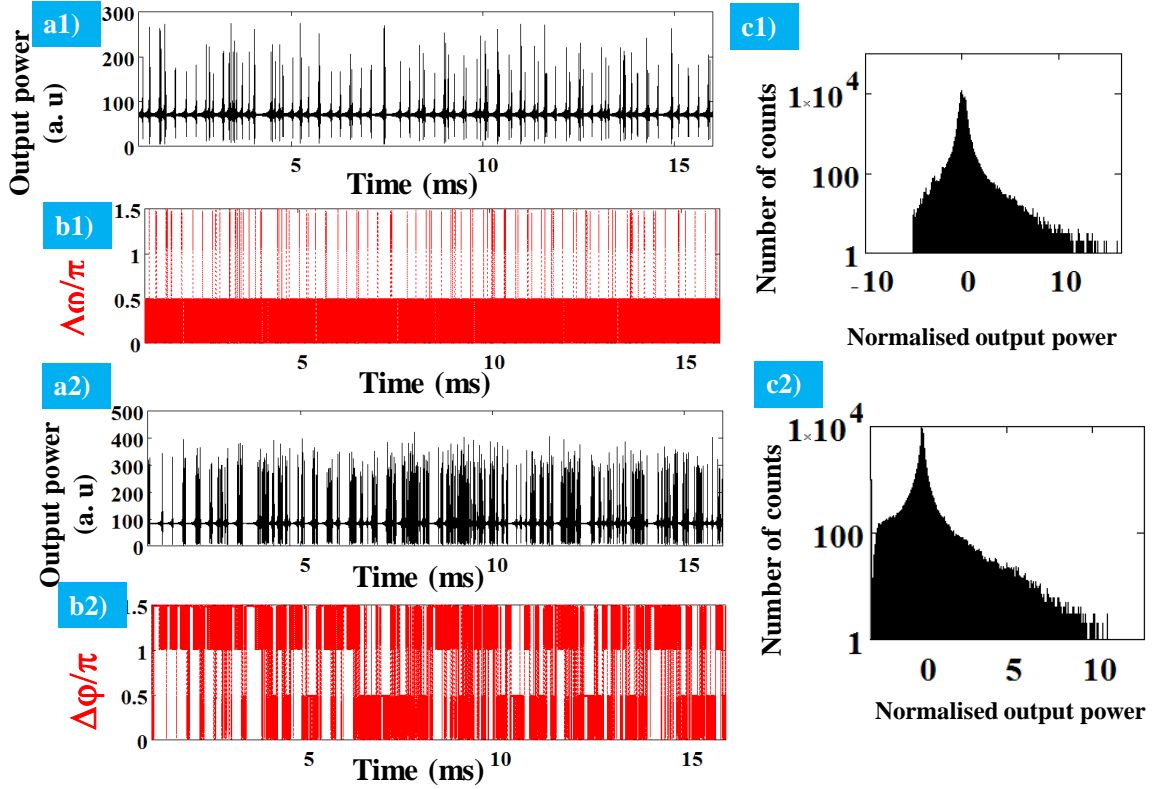 a1)
300
200
100
0
Output power
(a. u)
5
10
15
Time (ms)
b1)
1.5
1
0.5
0
Δφ/π
5
10
15
Time (ms)
a2)
500
400
300
200
100
0
Output power
(a. u)
5
10
15
Time (ms)
b2)
1.5
1
0.5
0
Δφ/π
5
10
15
Time (ms)
c1)
1×10⁴
100
1
Number of counts
-10
0
10
Normalised output power
c2)
1×10⁴
100
1
Number of counts
0
5
10
Normalised output power